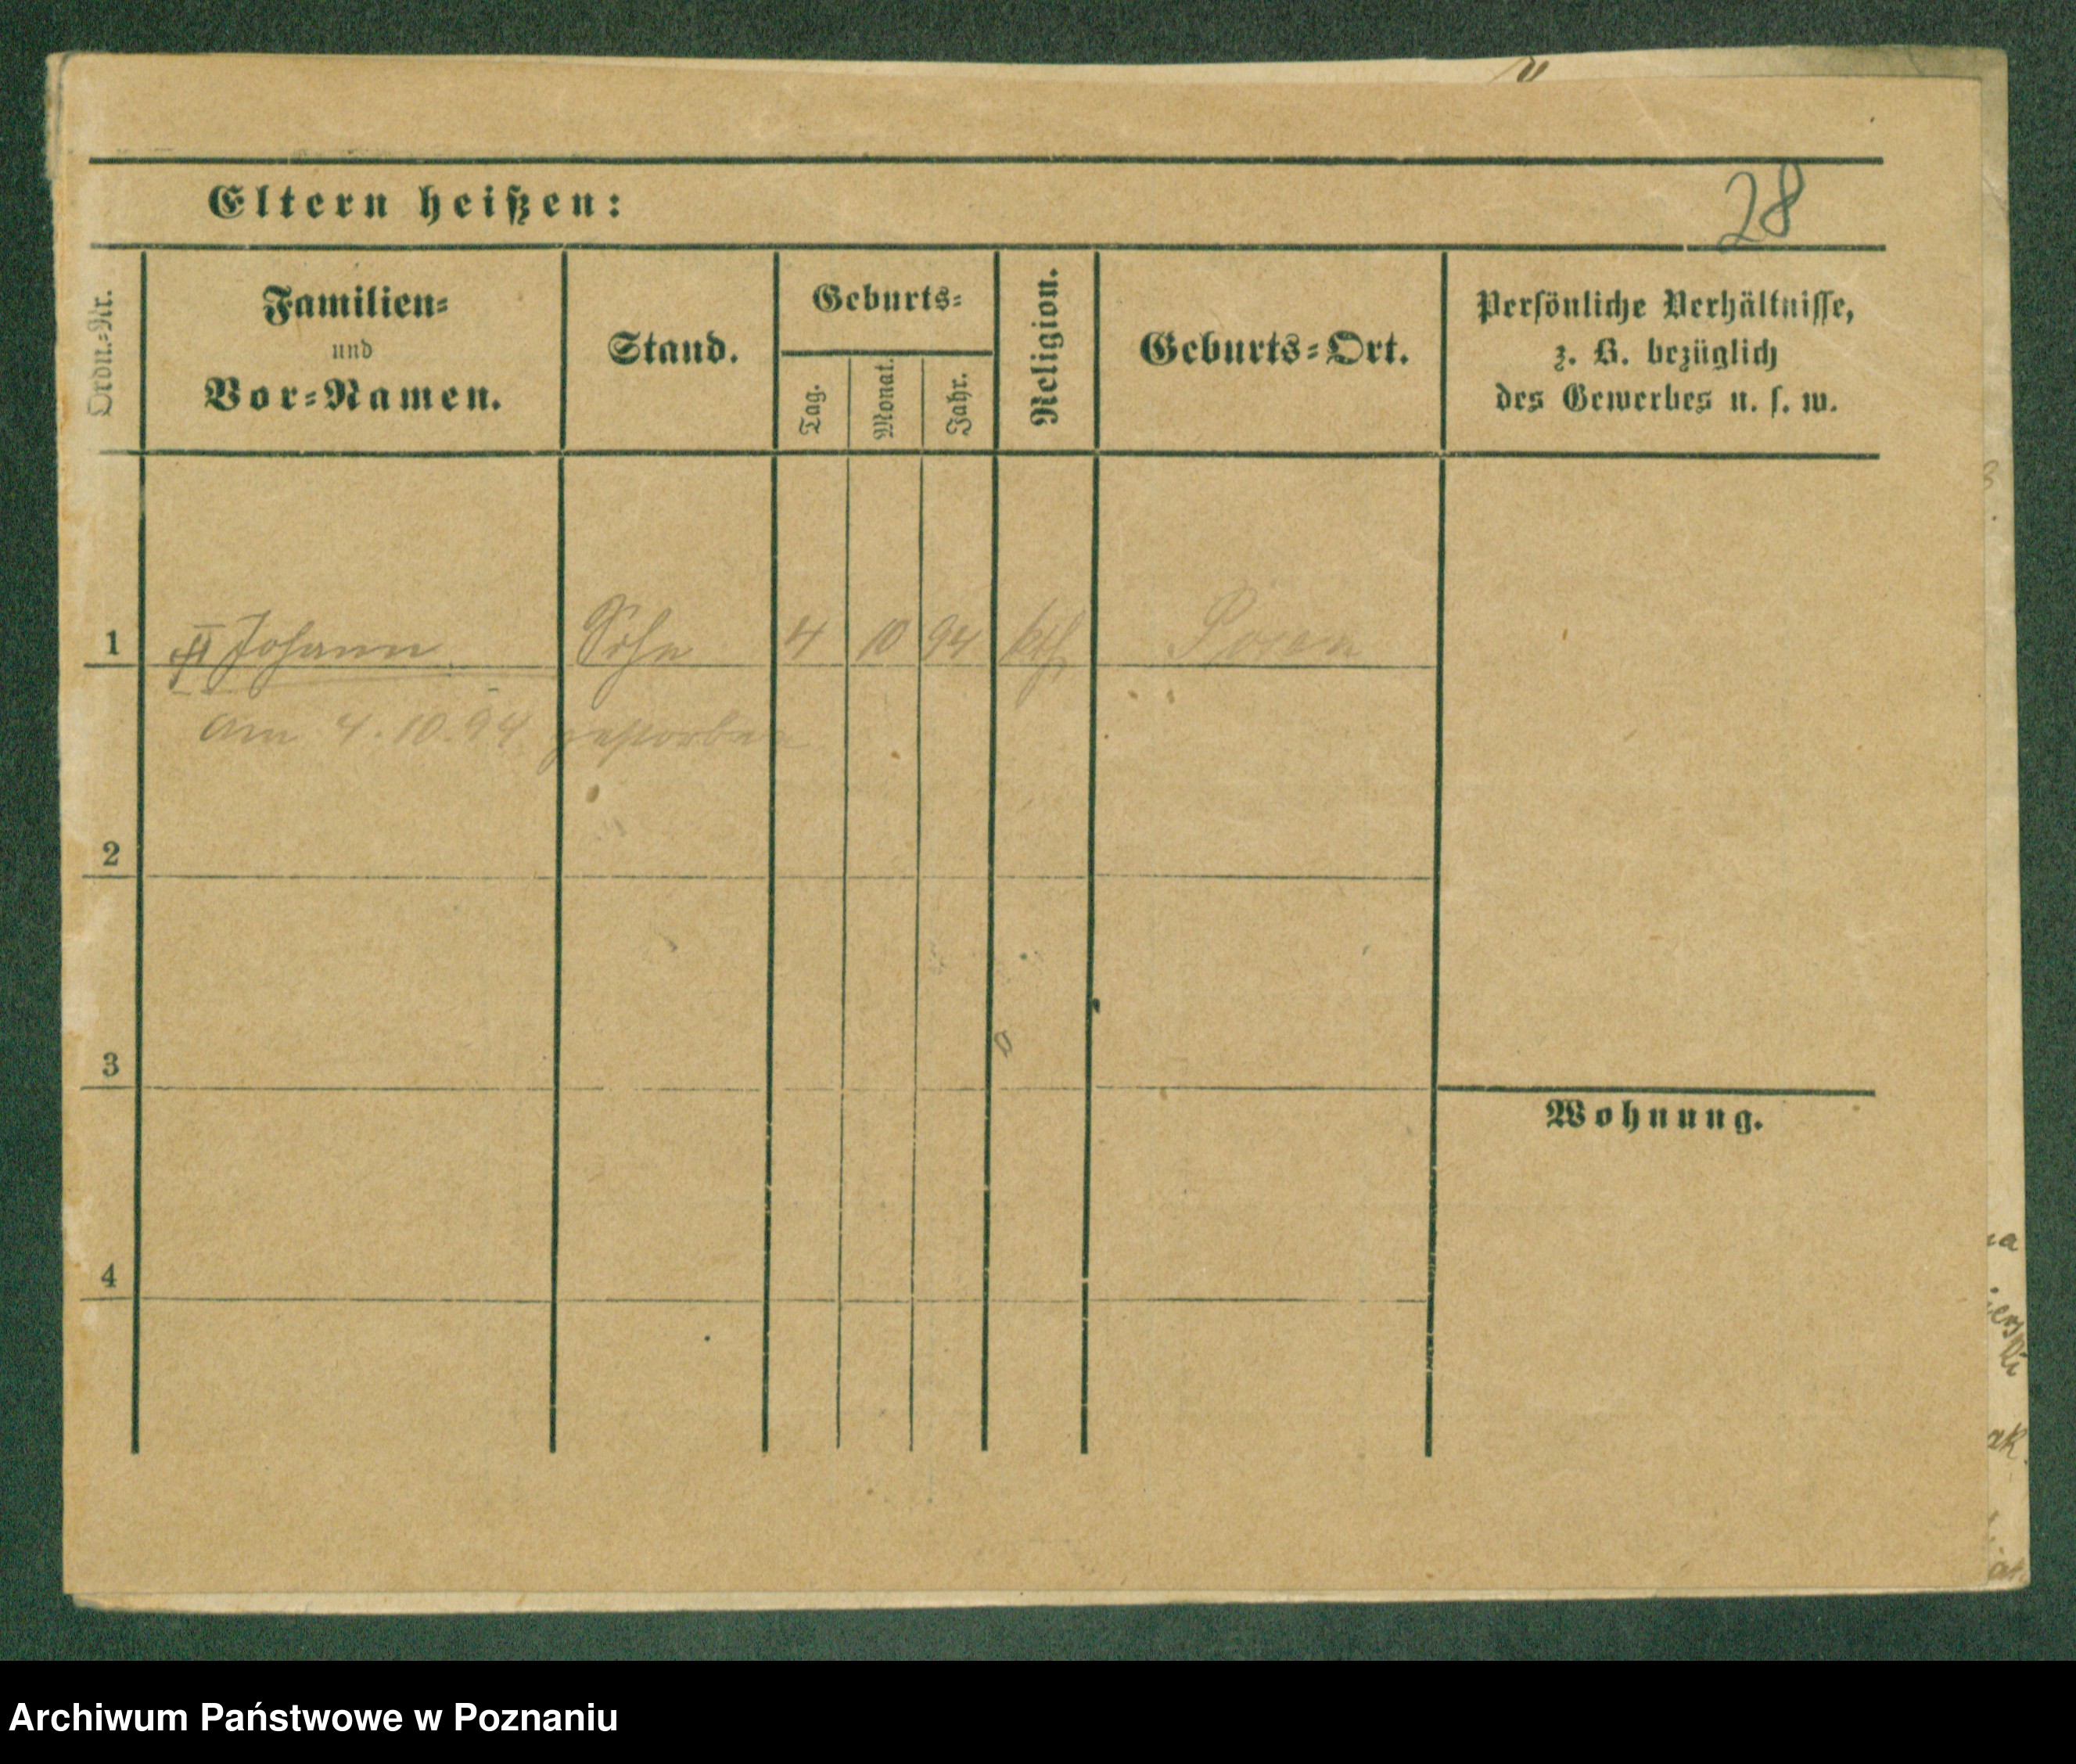 Eltern heißen:
28
Ordn.-Nr.
Familien-
und
Vor-Namen.
Stand.
Geburts-
Tag.
Monat.
Jahr.
Religion.
Geburts-Ort.
Persönliche Verhältnisse,
z. B. bezüglich
des Gewerbes u. s. w.
1 Johann Sohn 4 10 94 kth Posen
Am 4.10.94 gestorben
2
3
Wohnung.
4
Archiwum Państwowe w Poznaniu